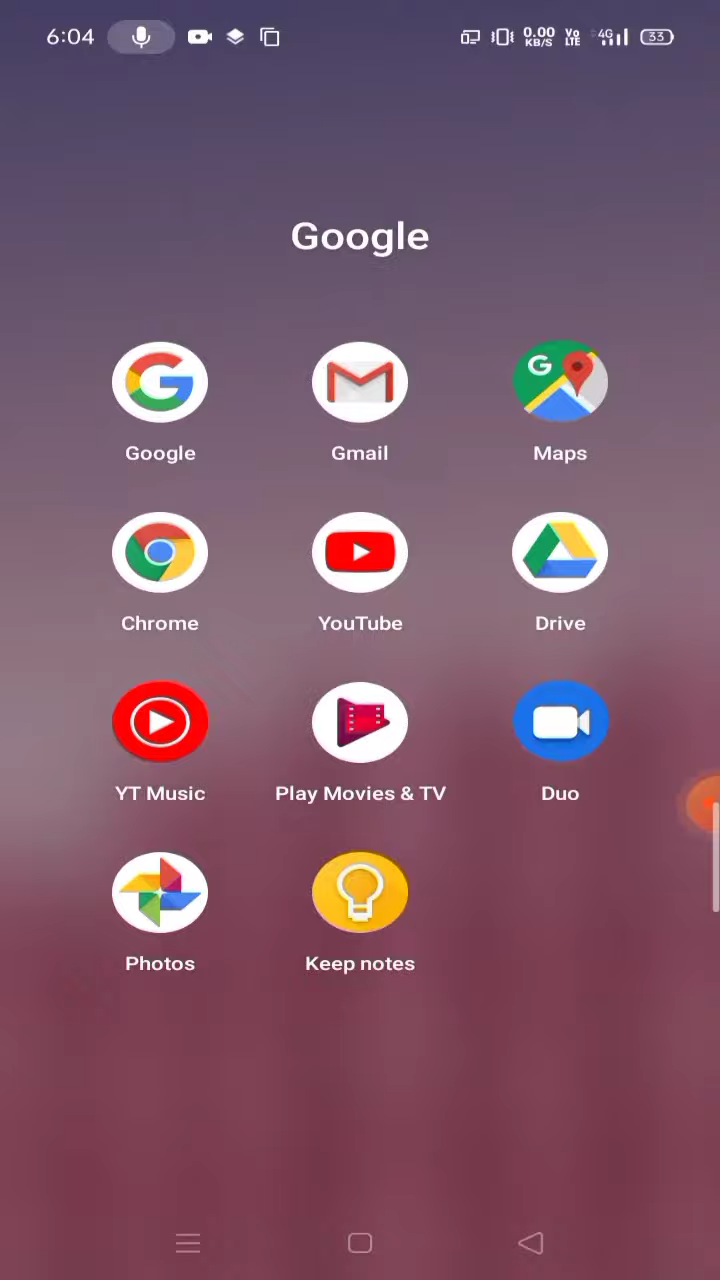 6:04 0.00 KB/S Vo LTE 4G 33
Google
G
Google Gmail Maps
Chrome YouTube Drive
YT Music Play Movies & TV Duo
Photos Keep notes